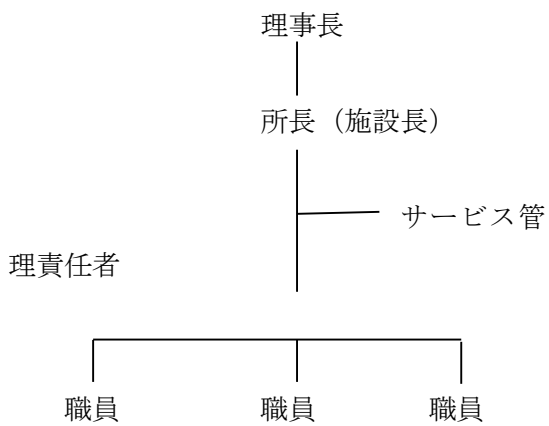 理事長
所長（施設長）
サービス管
理責任者
職員 職員 職員